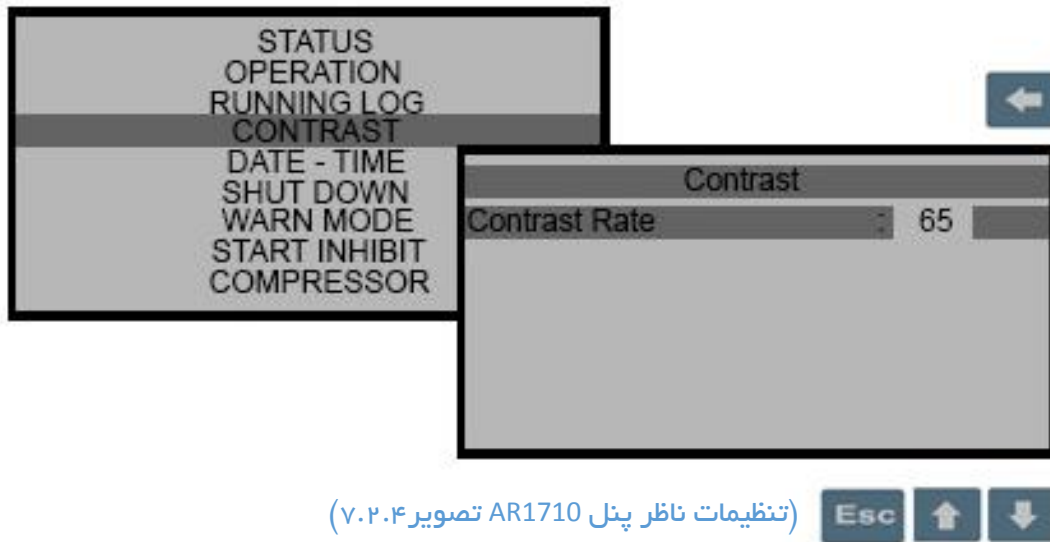 STATUS
OPERATION
RUNNING LOG
CONTRAST
DATE - TIME
SHUT DOWN
WARN MODE
START INHIBIT
COMPRESSOR
Contrast
Contrast Rate : 65
(تنظیمات ناظر پنل AR1710 تصویر۷.۲.۴)
Esc